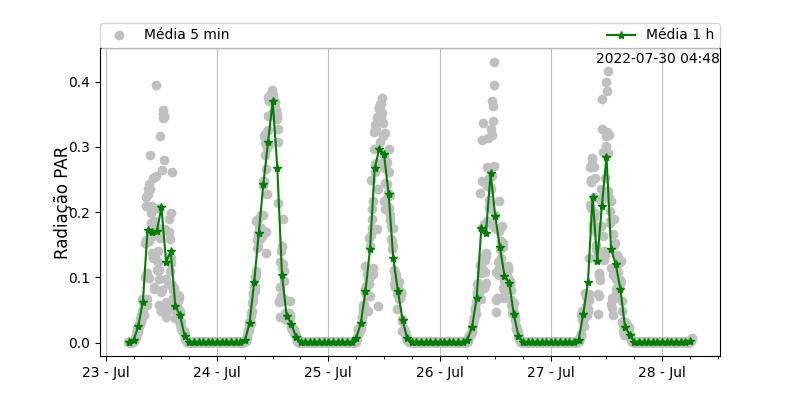 Média 5 min
Média 1 h
2022-07-30 04:48
Radiação PAR
0.4
0.3
0.2
0.1
0.0
23 - Jul
24 - Jul
25 - Jul
26 - Jul
27 - Jul
28 - Jul